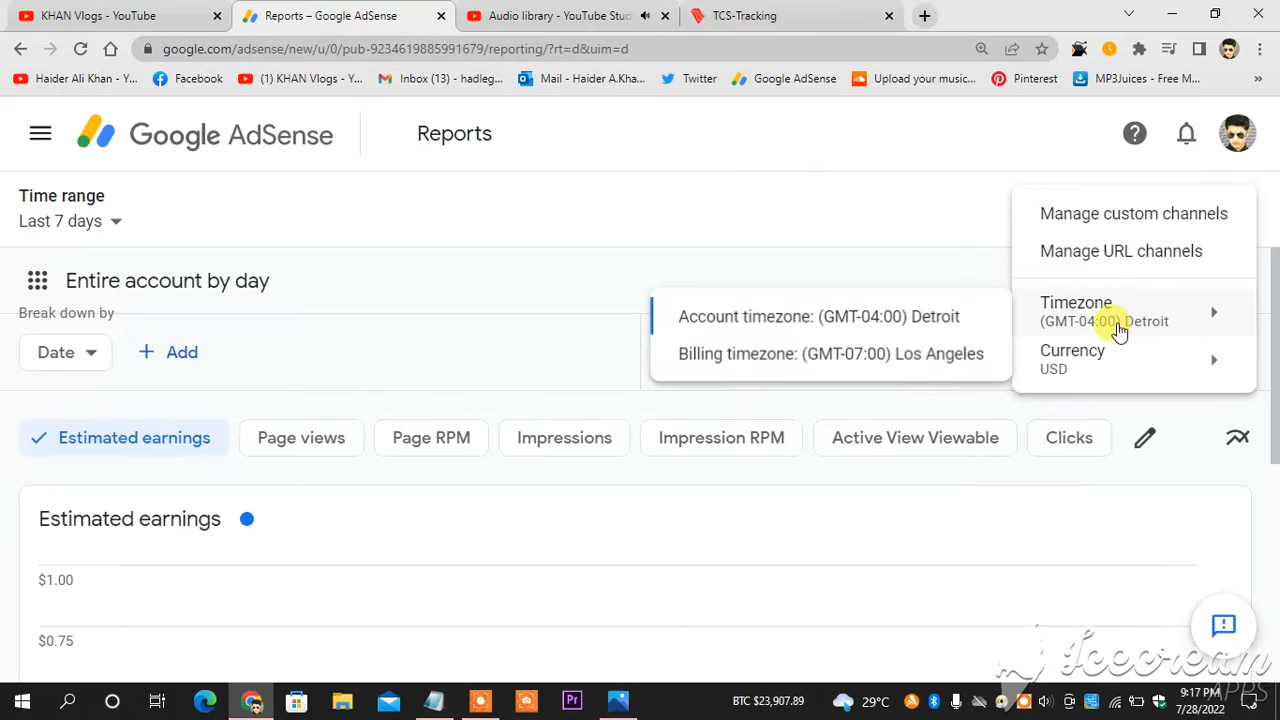 KHAN Vlogs - YouTube
Reports – Google AdSense
Audio library - YouTube Stud
TCS-Tracking
google.com/adsense/new/u/0/pub-9234619885991679/reporting/?rt=d&uim=d
Haider Ali Khan - Y...
Facebook
(1) KHAN Vlogs - Y...
Inbox (13) - hadleg...
Mail - Haider A.Kha...
Twitter
Google AdSense
Upload your music...
Pinterest
MP3Juices - Free M...
»
Google AdSense
Reports
Time range
Last 7 days
Manage custom channels
Manage URL channels
Entire account by day
Timezone
(GMT-04:00) Detroit
Account timezone: (GMT-04:00) Detroit
Billing timezone: (GMT-07:00) Los Angeles
Currency
USD
Break down by
Date
+ Add
Estimated earnings
Page views
Page RPM
Impressions
Impression RPM
Active View Viewable
Clicks
Estimated earnings
$1.00
$0.75
Icecream
APPS
BTC $23,907.89
29°C
9:17 PM
7/28/2022
Pr